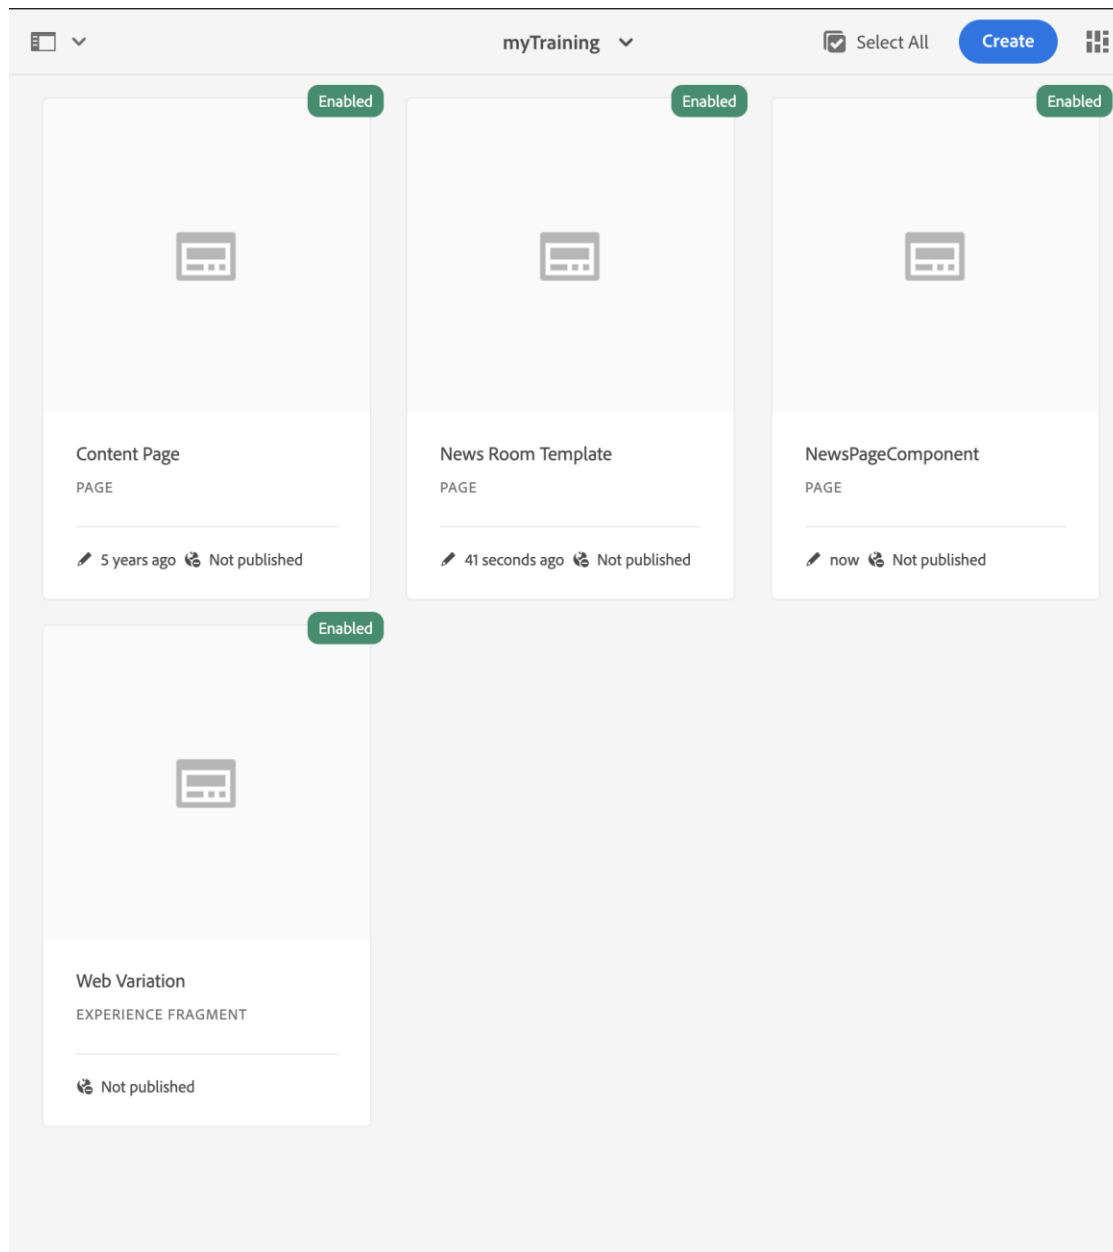 myTraining
Select All
Create
Enabled
Enabled
Enabled
Content Page
PAGE
5 years ago Not published
News Room Template
PAGE
41 seconds ago Not published
NewsPageComponent
PAGE
now Not published
Enabled
Web Variation
EXPERIENCE FRAGMENT
Not published